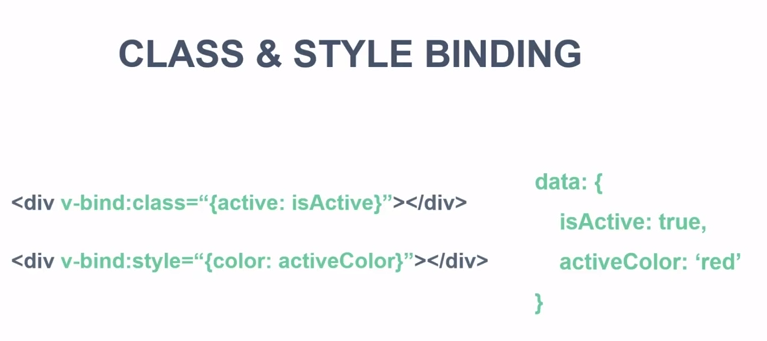 CLASS & STYLE BINDING
<div v-bind:class=“{active: isActive}”></div>
<div v-bind:style=“{color: activeColor}”></div>
data: {
isActive: true,
activeColor: ‘red’
}